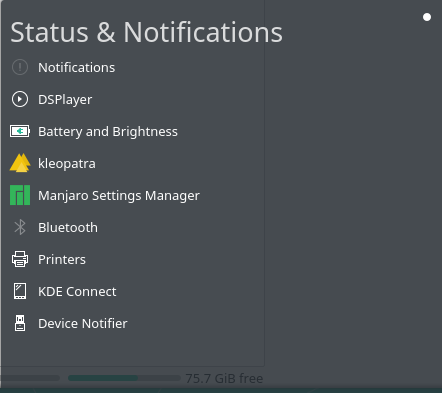 Status & Notifications
Notifications
DSPlayer
Battery and Brightness
kleopatra
Manjaro Settings Manager
Bluetooth
Printers
KDE Connect
Device Notifier
75.7 GiB free